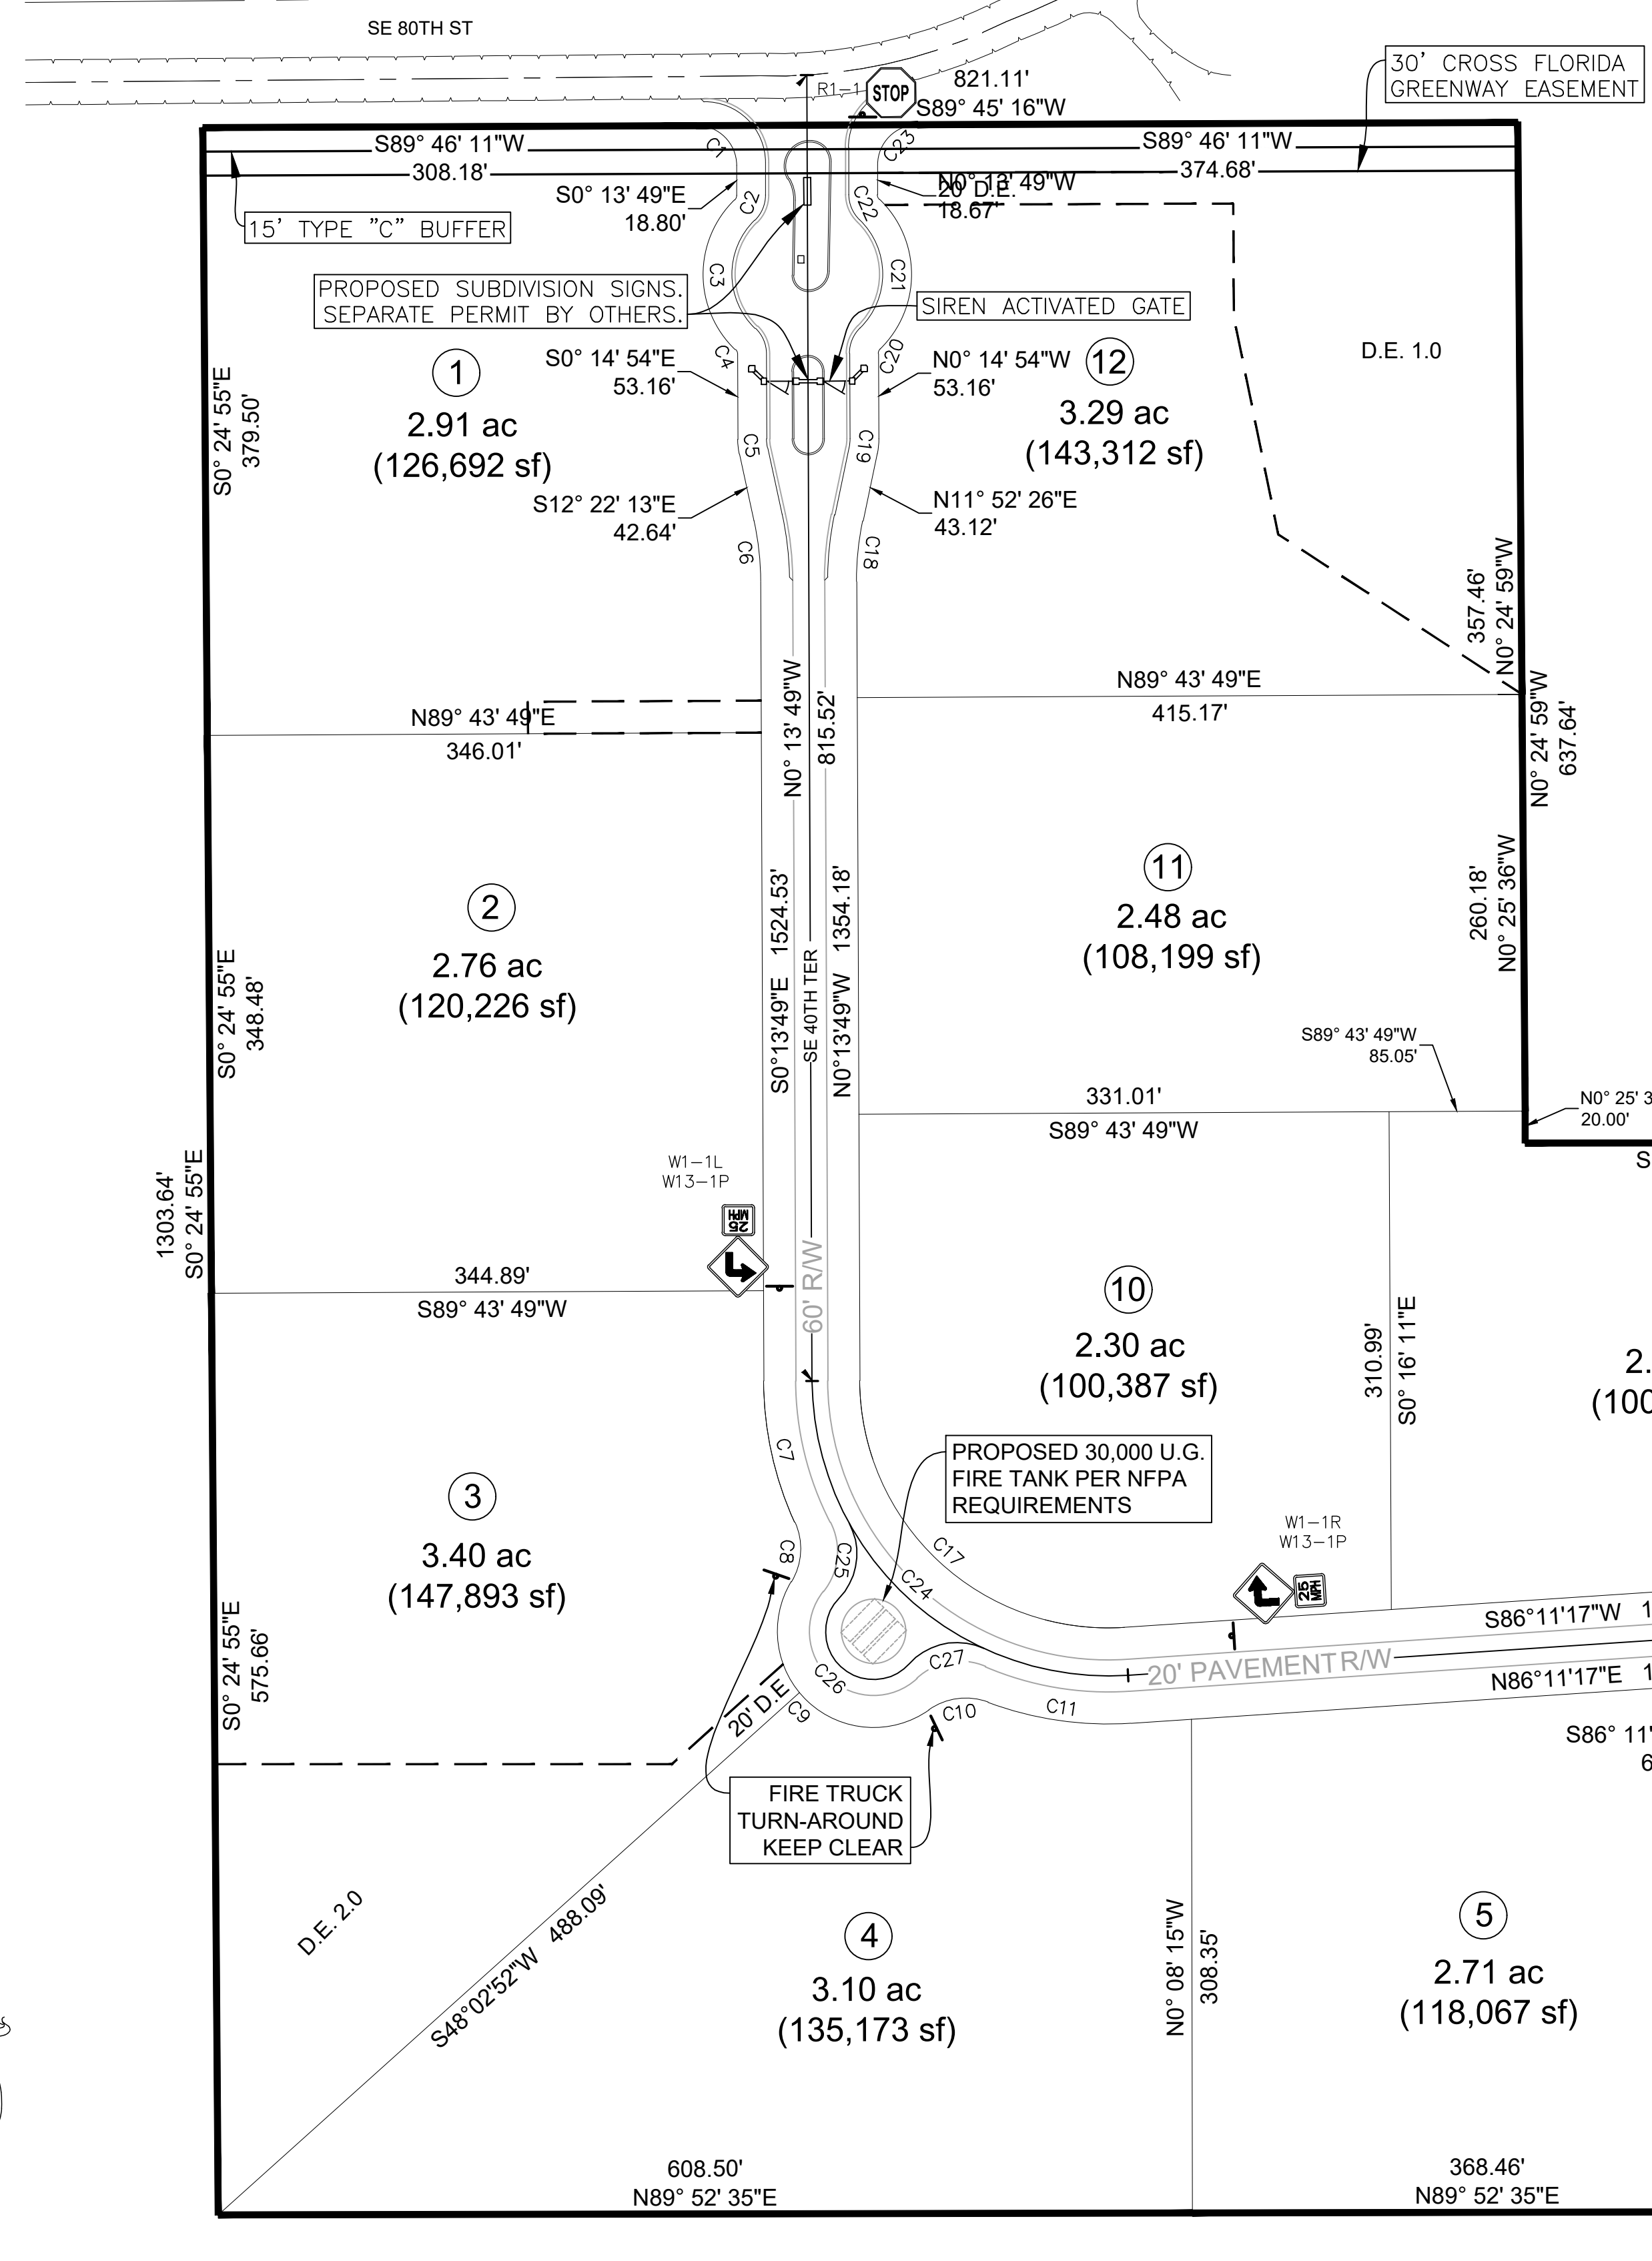 SE 80TH ST
R1-1
STOP
821.11'
S89° 45' 16"W
30' CROSS FLORIDA
GREENWAY EASEMENT
S89° 46' 11"W
308.18'
S89° 46' 11"W
374.68'
C1
C23
S0° 13' 49"E
18.80'
C2
C22
N0° 13' 49"W
20' D.E.
18.67'
15' TYPE "C" BUFFER
C3
C21
PROPOSED SUBDIVISION SIGNS.
SEPARATE PERMIT BY OTHERS.
SIREN ACTIVATED GATE
C4
C20
S0° 14' 54"E
53.16'
N0° 14' 54"W
53.16'
D.E. 1.0
1
2.91 ac
(126,692 sf)
12
3.29 ac
(143,312 sf)
S0° 24' 55"E
379.50'
C5
C19
S12° 22' 13"E
42.64'
N11° 52' 26"E
43.12'
C6
C18
357.46'
N0° 24' 59"W
N89° 43' 49"E
346.01'
N0° 13' 49"W
815.52'
N89° 43' 49"E
415.17'
N0° 24' 59"W
637.64'
2
2.76 ac
(120,226 sf)
S0° 24' 55"E
348.48'
S0°13'49"E 1524.53'
SE 40TH TER
N0°13'49"W 1354.18'
11
2.48 ac
(108,199 sf)
260.18'
N0° 25' 36"W
S89° 43' 49"W
85.05'
331.01'
S89° 43' 49"W
N0° 25' 3
20.00'
S
1303.64'
S0° 24' 55"E
W1-1L
W13-1P
25
MPH
344.89'
S89° 43' 49"W
60' R/W
10
2.30 ac
(100,387 sf)
310.99'
S0° 16' 11"E
2.
(100
C7
PROPOSED 30,000 U.G.
FIRE TANK PER NFPA
REQUIREMENTS
3
3.40 ac
(147,893 sf)
C8
C25
C17
C24
W1-1R
W13-1P
25
MPH
S0° 24' 55"E
575.66'
S86°11'17"W 1
20' PAVEMENT R/W
N86°11'17"E 1
C26
C27
20' D.E
C9
C10
C11
S86° 11'
6
FIRE TRUCK
TURN-AROUND
KEEP CLEAR
D.E. 2.0
S48°02'52"W 488.09'
4
3.10 ac
(135,173 sf)
N0° 08' 15"W
308.35'
5
2.71 ac
(118,067 sf)
608.50'
N89° 52' 35"E
368.46'
N89° 52' 35"E